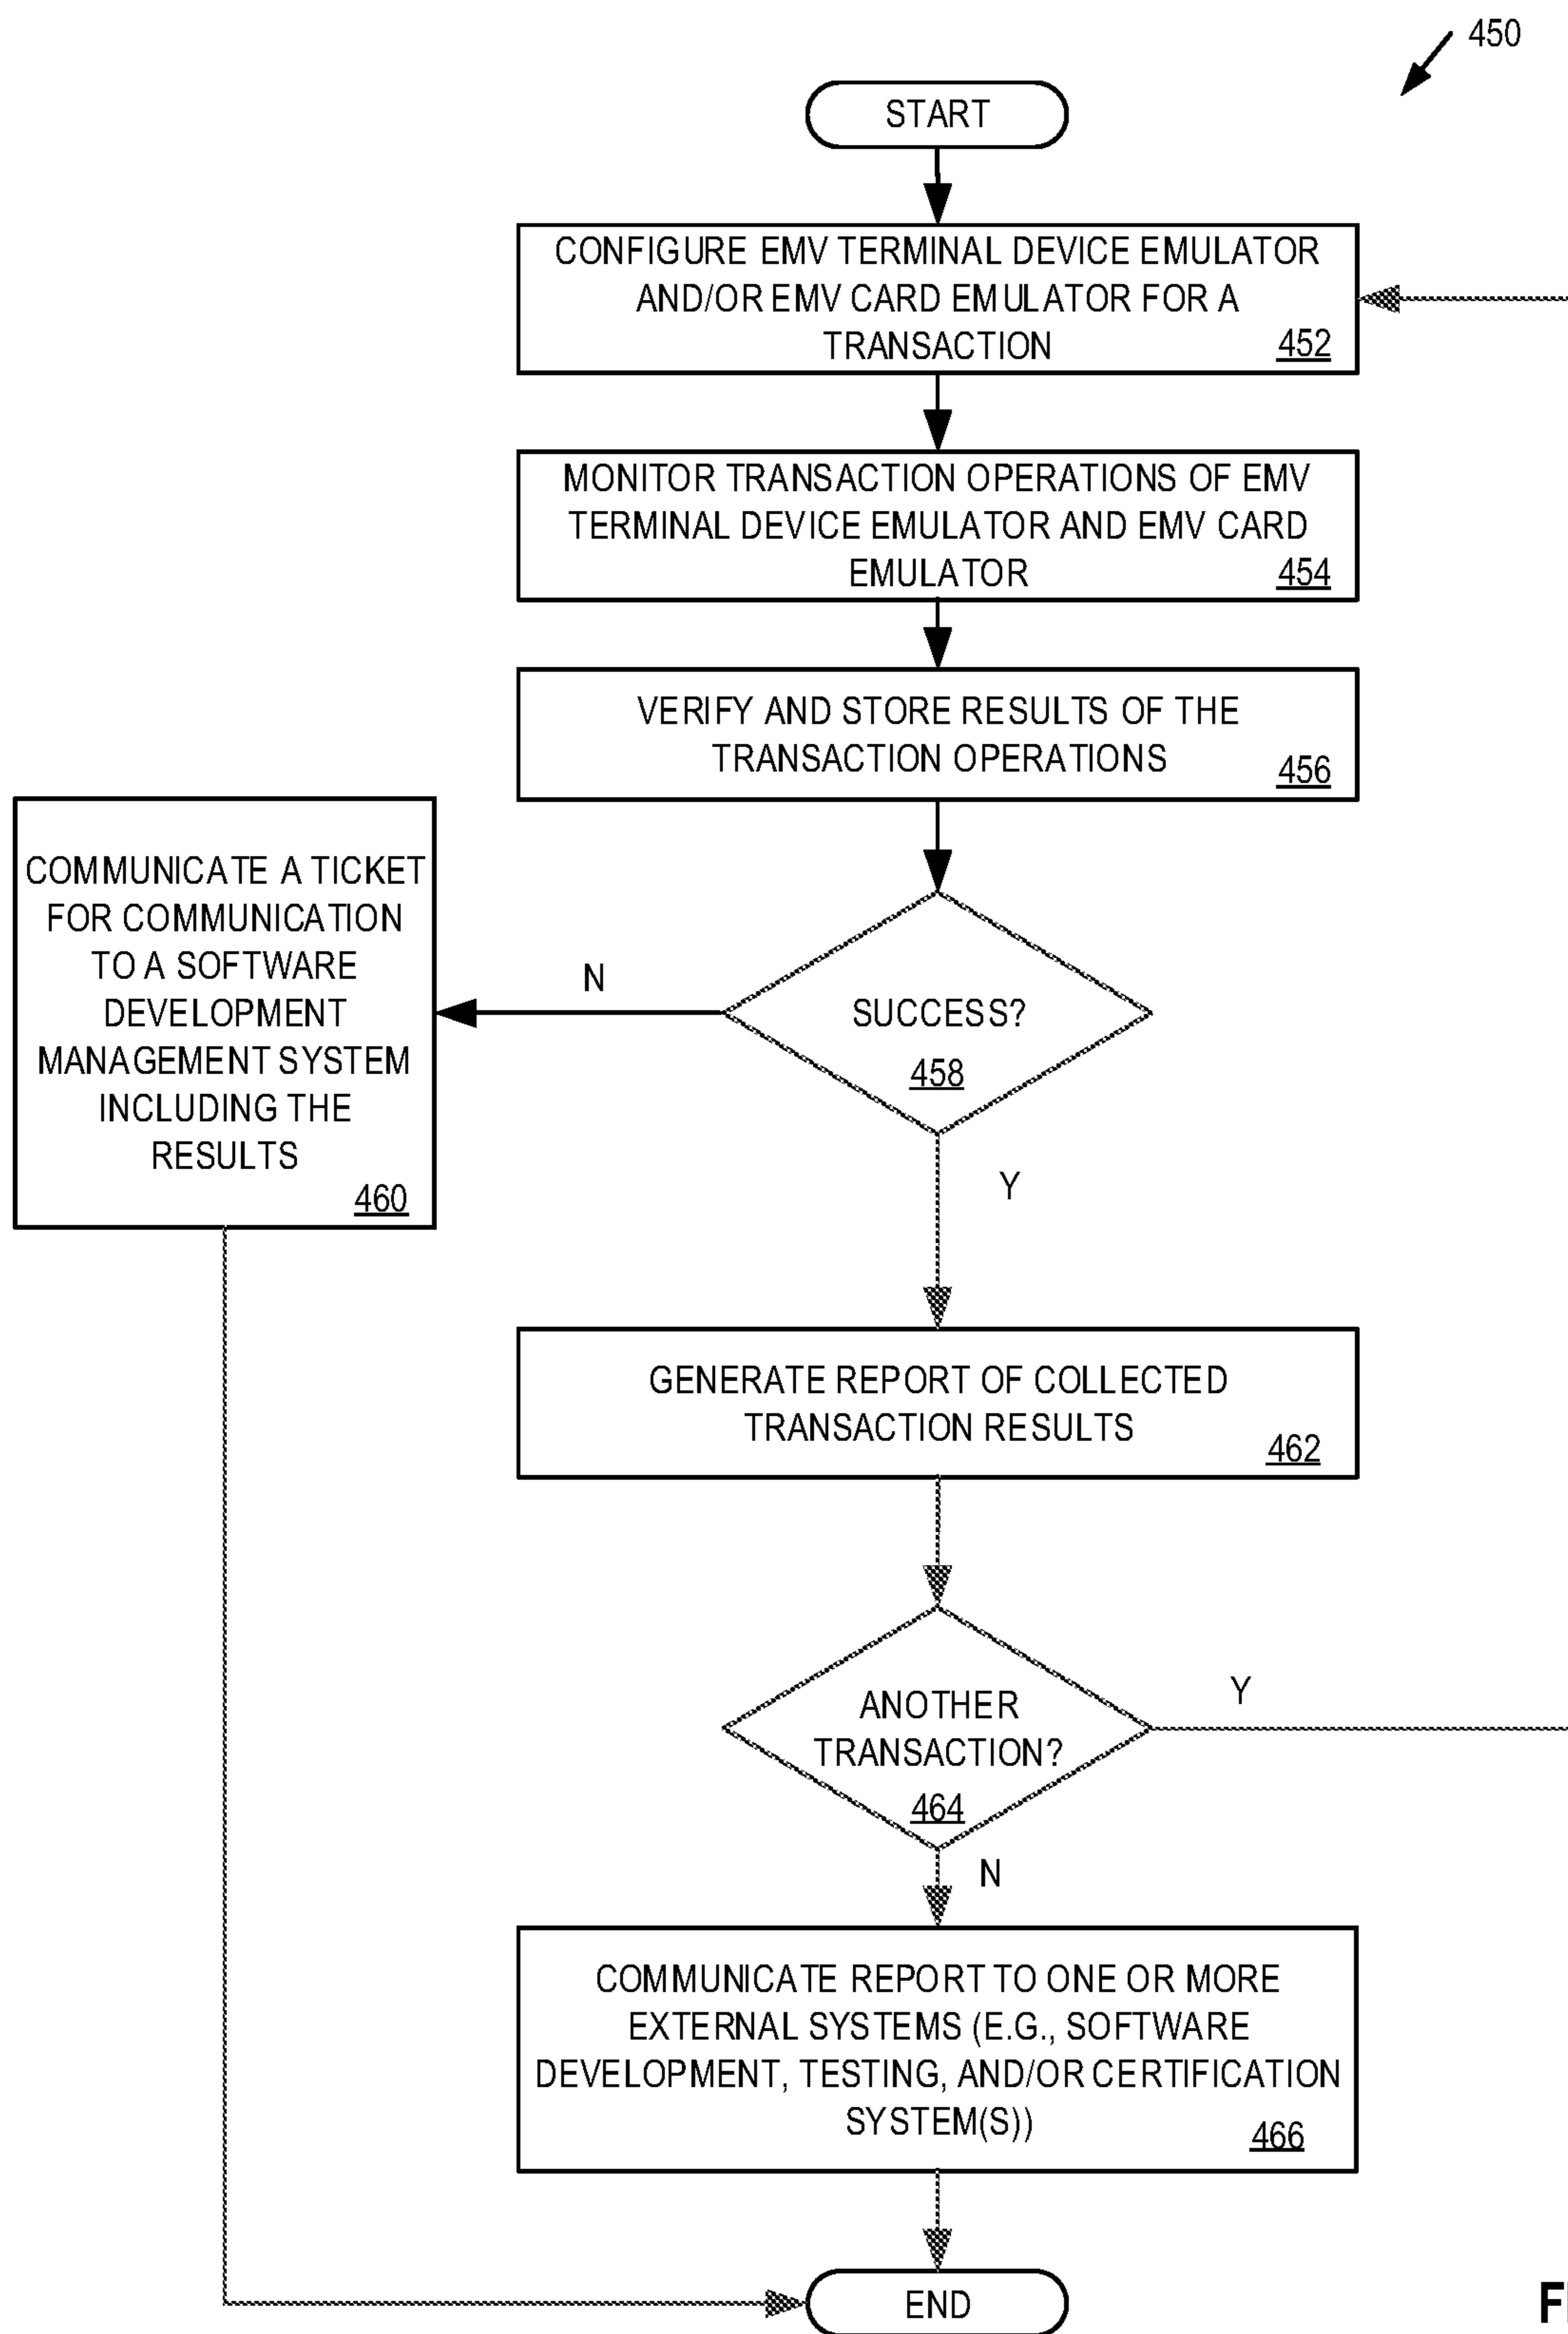 450
START
CONFIGURE EMV TERMINAL DEVICE EMULATOR
AND/OR EMV CARD EMULATOR FOR A
TRANSACTION
452
MONITOR TRANSACTION OPERATIONS OF EMV
TERMINAL DEVICE EMULATOR AND EMV CARD
EMULATOR
454
VERIFY AND STORE RESULTS OF THE
TRANSACTION OPERATIONS
456
SUCCESS?
458
N
COMMUNICATE A TICKET
FOR COMMUNICATION
TO A SOFTWARE
DEVELOPMENT
MANAGEMENT SYSTEM
INCLUDING THE
RESULTS
460
Y
GENERATE REPORT OF COLLECTED
TRANSACTION RESULTS
462
ANOTHER
TRANSACTION?
464
Y
N
COMMUNICATE REPORT TO ONE OR MORE
EXTERNAL SYSTEMS (E.G., SOFTWARE
DEVELOPMENT, TESTING, AND/OR CERTIFICATION
SYSTEM(S))
466
END